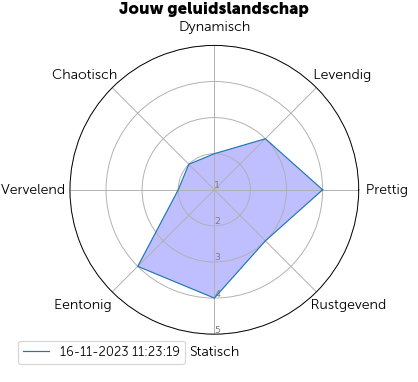 Jouw geluidslandschap
Dynamisch
Chaotisch
Levendig
Vervelend
Prettig
1
2
3
4
5
Eentonig
Rustgevend
16-11-2023 11:23:19
Statisch